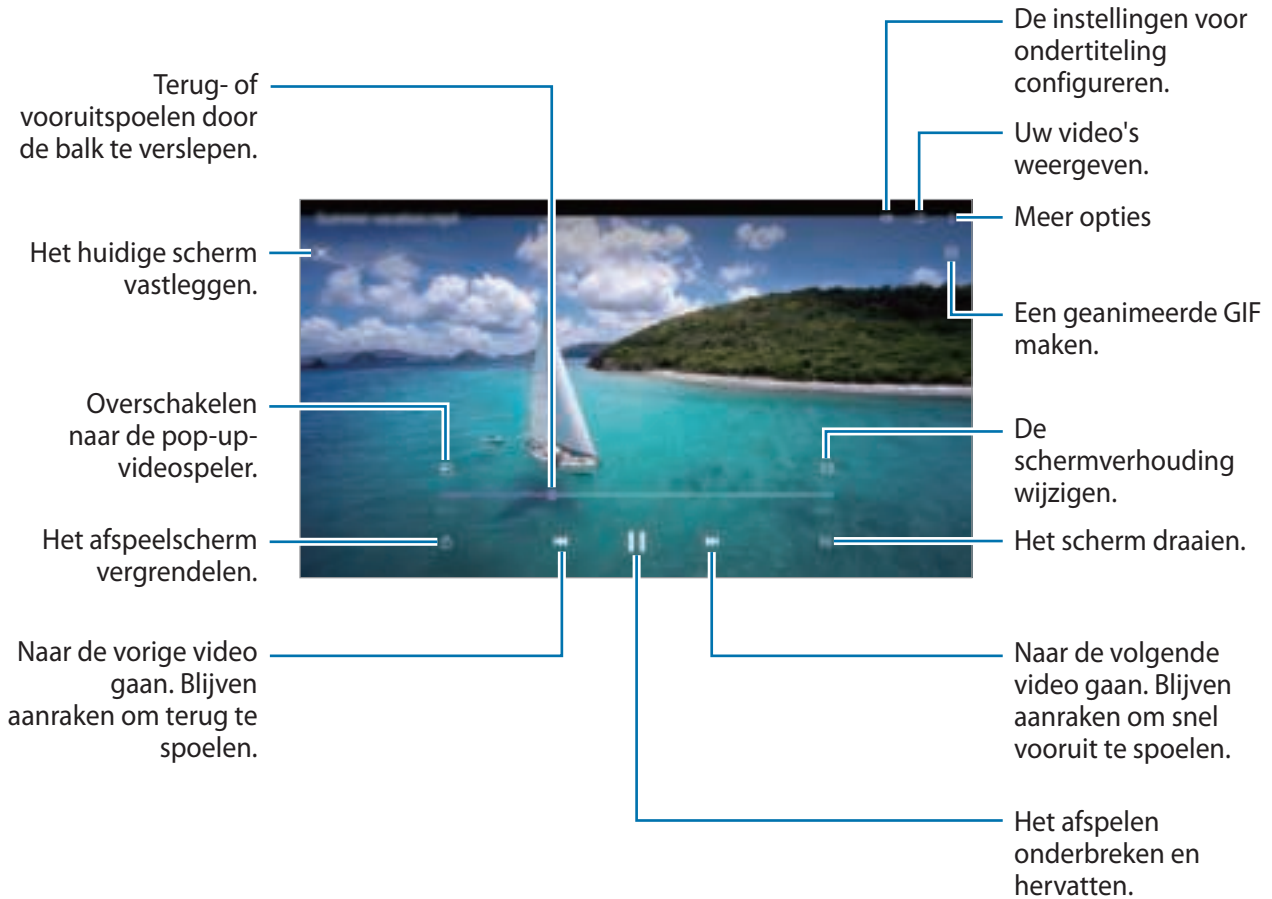 De instellingen voor
ondertiteling
configureren.
Terug- of
vooruitspoelen door
de balk te verslepen.
Uw video's
weergeven.
Meer opties
Het huidige scherm
vastleggen.
Een geanimeerde GIF
maken.
Overschakelen
naar de pop-up-
videospeler.
De
schermverhouding
wijzigen.
Het afspeelscherm
vergrendelen.
Het scherm draaien.
Naar de vorige video
gaan. Blijven
aanraken om terug te
spoelen.
Naar de volgende
video gaan. Blijven
aanraken om snel
vooruit te spoelen.
Het afspelen
onderbreken en
hervatten.